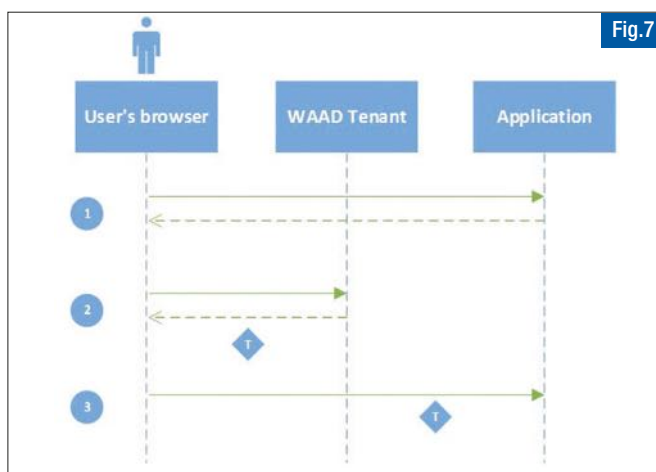 Fig.7
User's browser
WAAD Tenant
Application
1
2
T
3
T